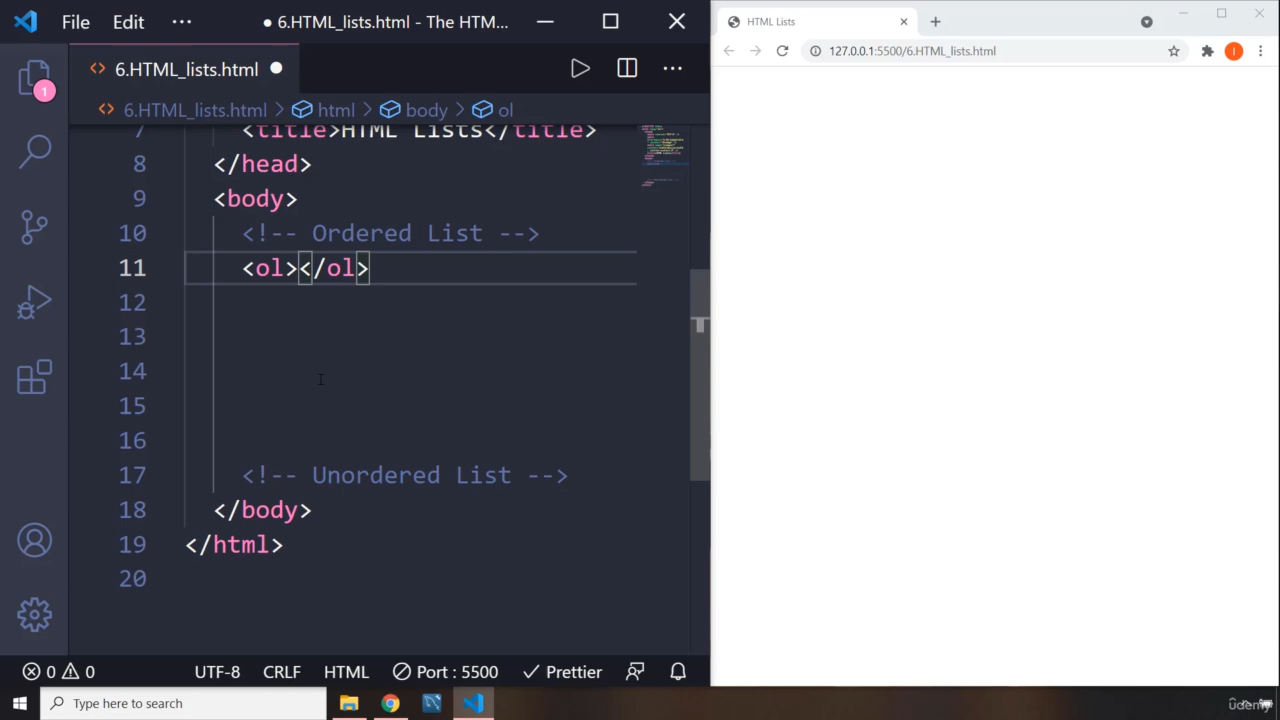 File Edit ··· ● 6.HTML_lists.html - The HTM...
6.HTML_lists.html
6.HTML_lists.html > html > body > ol
1
7 <title>HTML Lists</title>
8 </head>
9 <body>
10 <!-- Ordered List -->
11 <ol></ol>
12
13
14
15
16
17 <!-- Unordered List -->
18 </body>
19 </html>
20
0 0 UTF-8 CRLF HTML Port : 5500 Prettier
HTML Lists
127.0.0.1:5500/6.HTML_lists.html
I
Type here to search
udemy